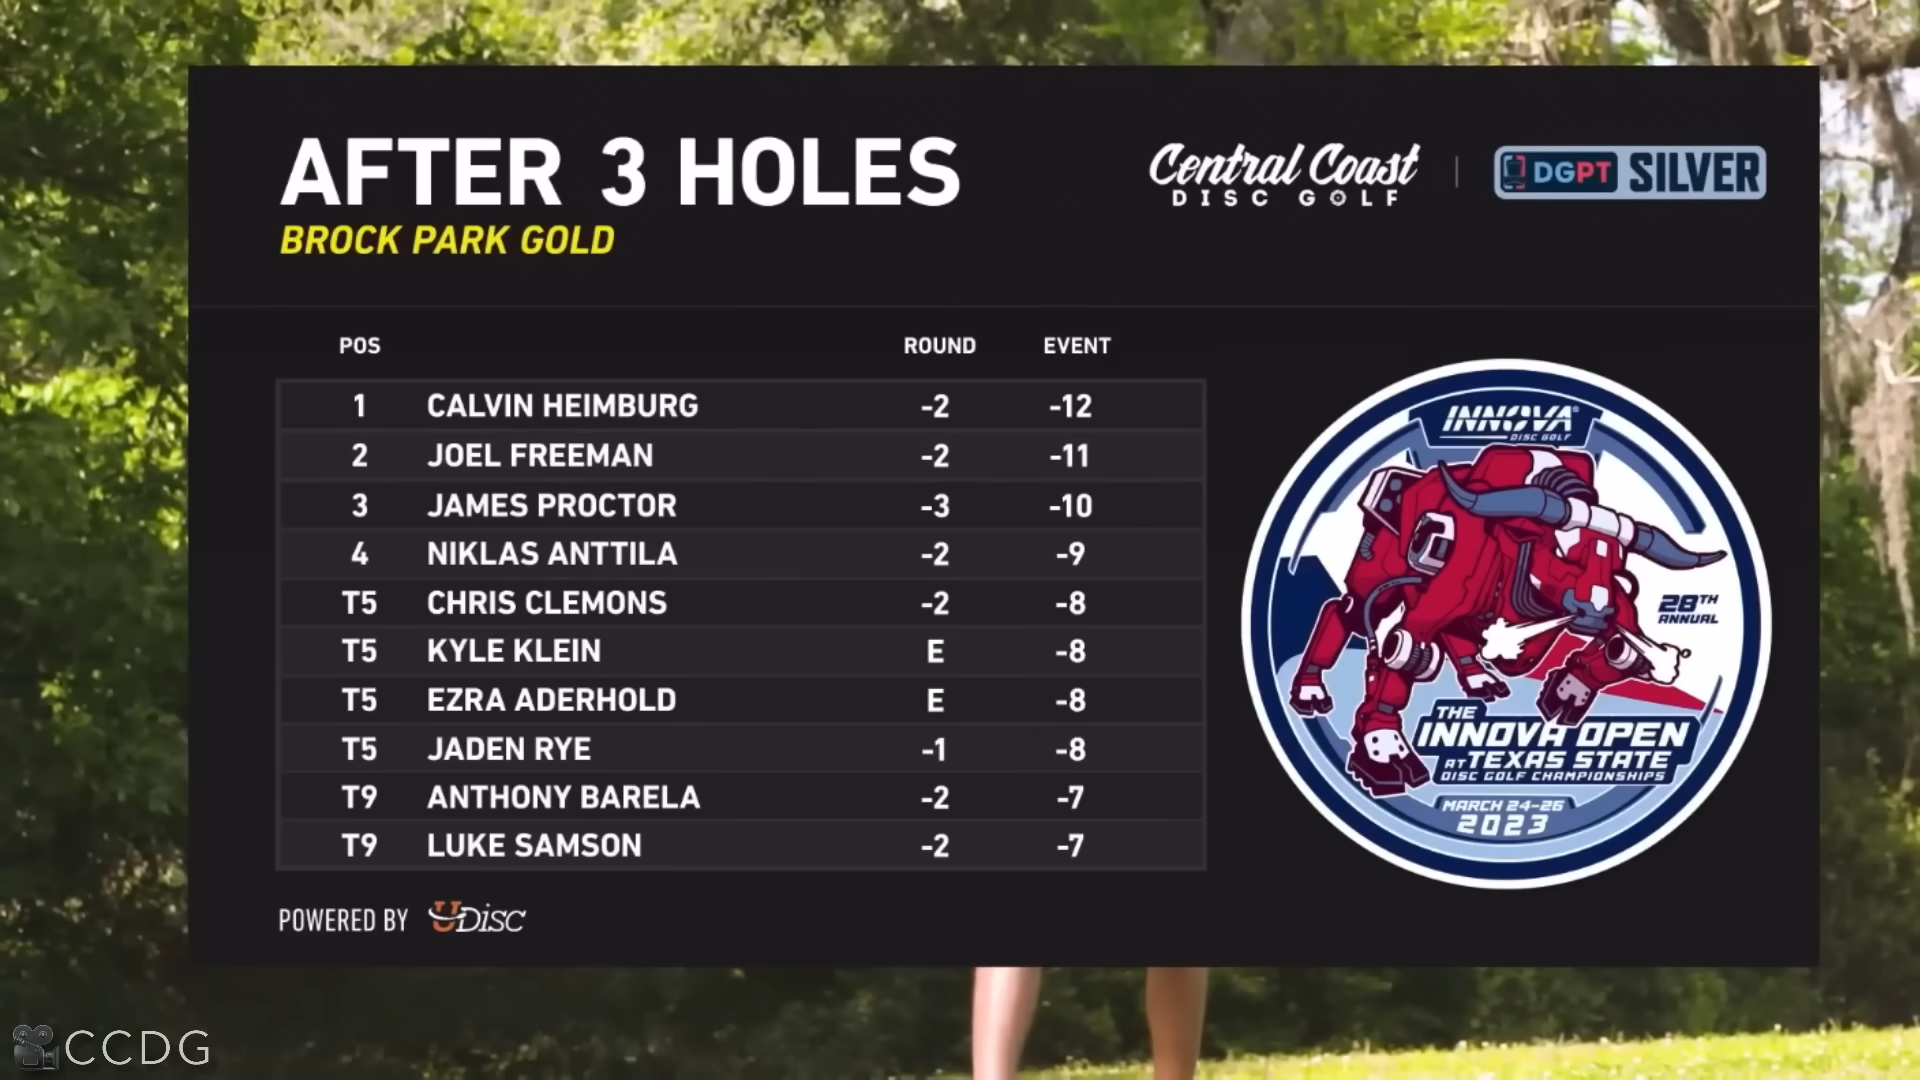 AFTER 3 HOLES
BROCK PARK GOLD
Central Coast
DISC GOLF
DGPT SILVER
POS ROUND EVENT
1 CALVIN HEIMBURG -2 -12
2 JOEL FREEMAN -2 -11
3 JAMES PROCTOR -3 -10
4 NIKLAS ANTTILA -2 -9
T5 CHRIS CLEMONS -2 -8
T5 KYLE KLEIN E -8
T5 EZRA ADERHOLD E -8
T5 JADEN RYE -1 -8
T9 ANTHONY BARELA -2 -7
T9 LUKE SAMSON -2 -7
INNOVA®
DISC GOLF
28TH
ANNUAL
THE
INNOVA OPEN
AT TEXAS STATE
DISC GOLF CHAMPIONSHIPS
MARCH 24-26
2023
POWERED BY UDisc
CCDG